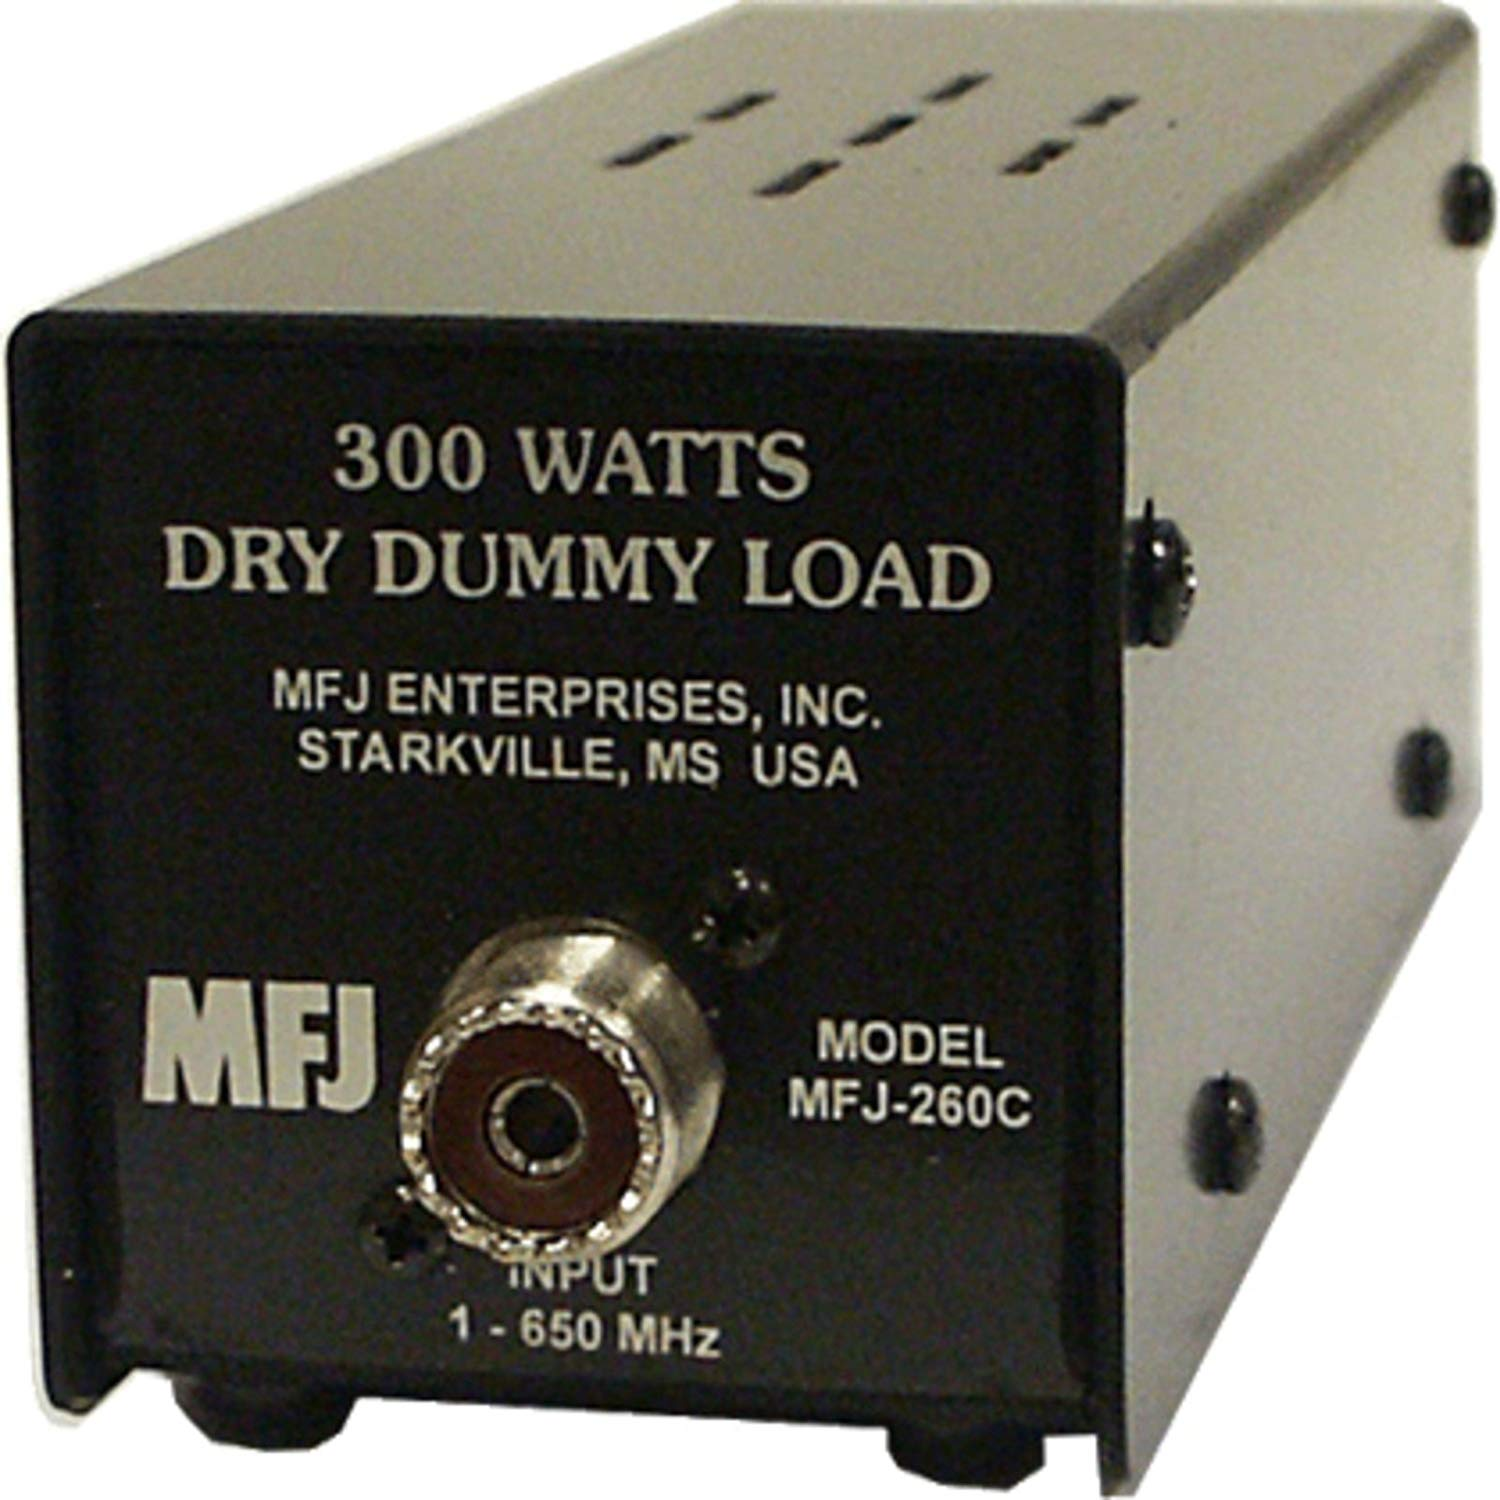 300 WATTS
DRY DUMMY LOAD
MFJ ENTERPRISES, INC.
STARKVILLE, MS USA
MFJ
MODEL
MFJ-260C
INPUT
1 - 650 MHz